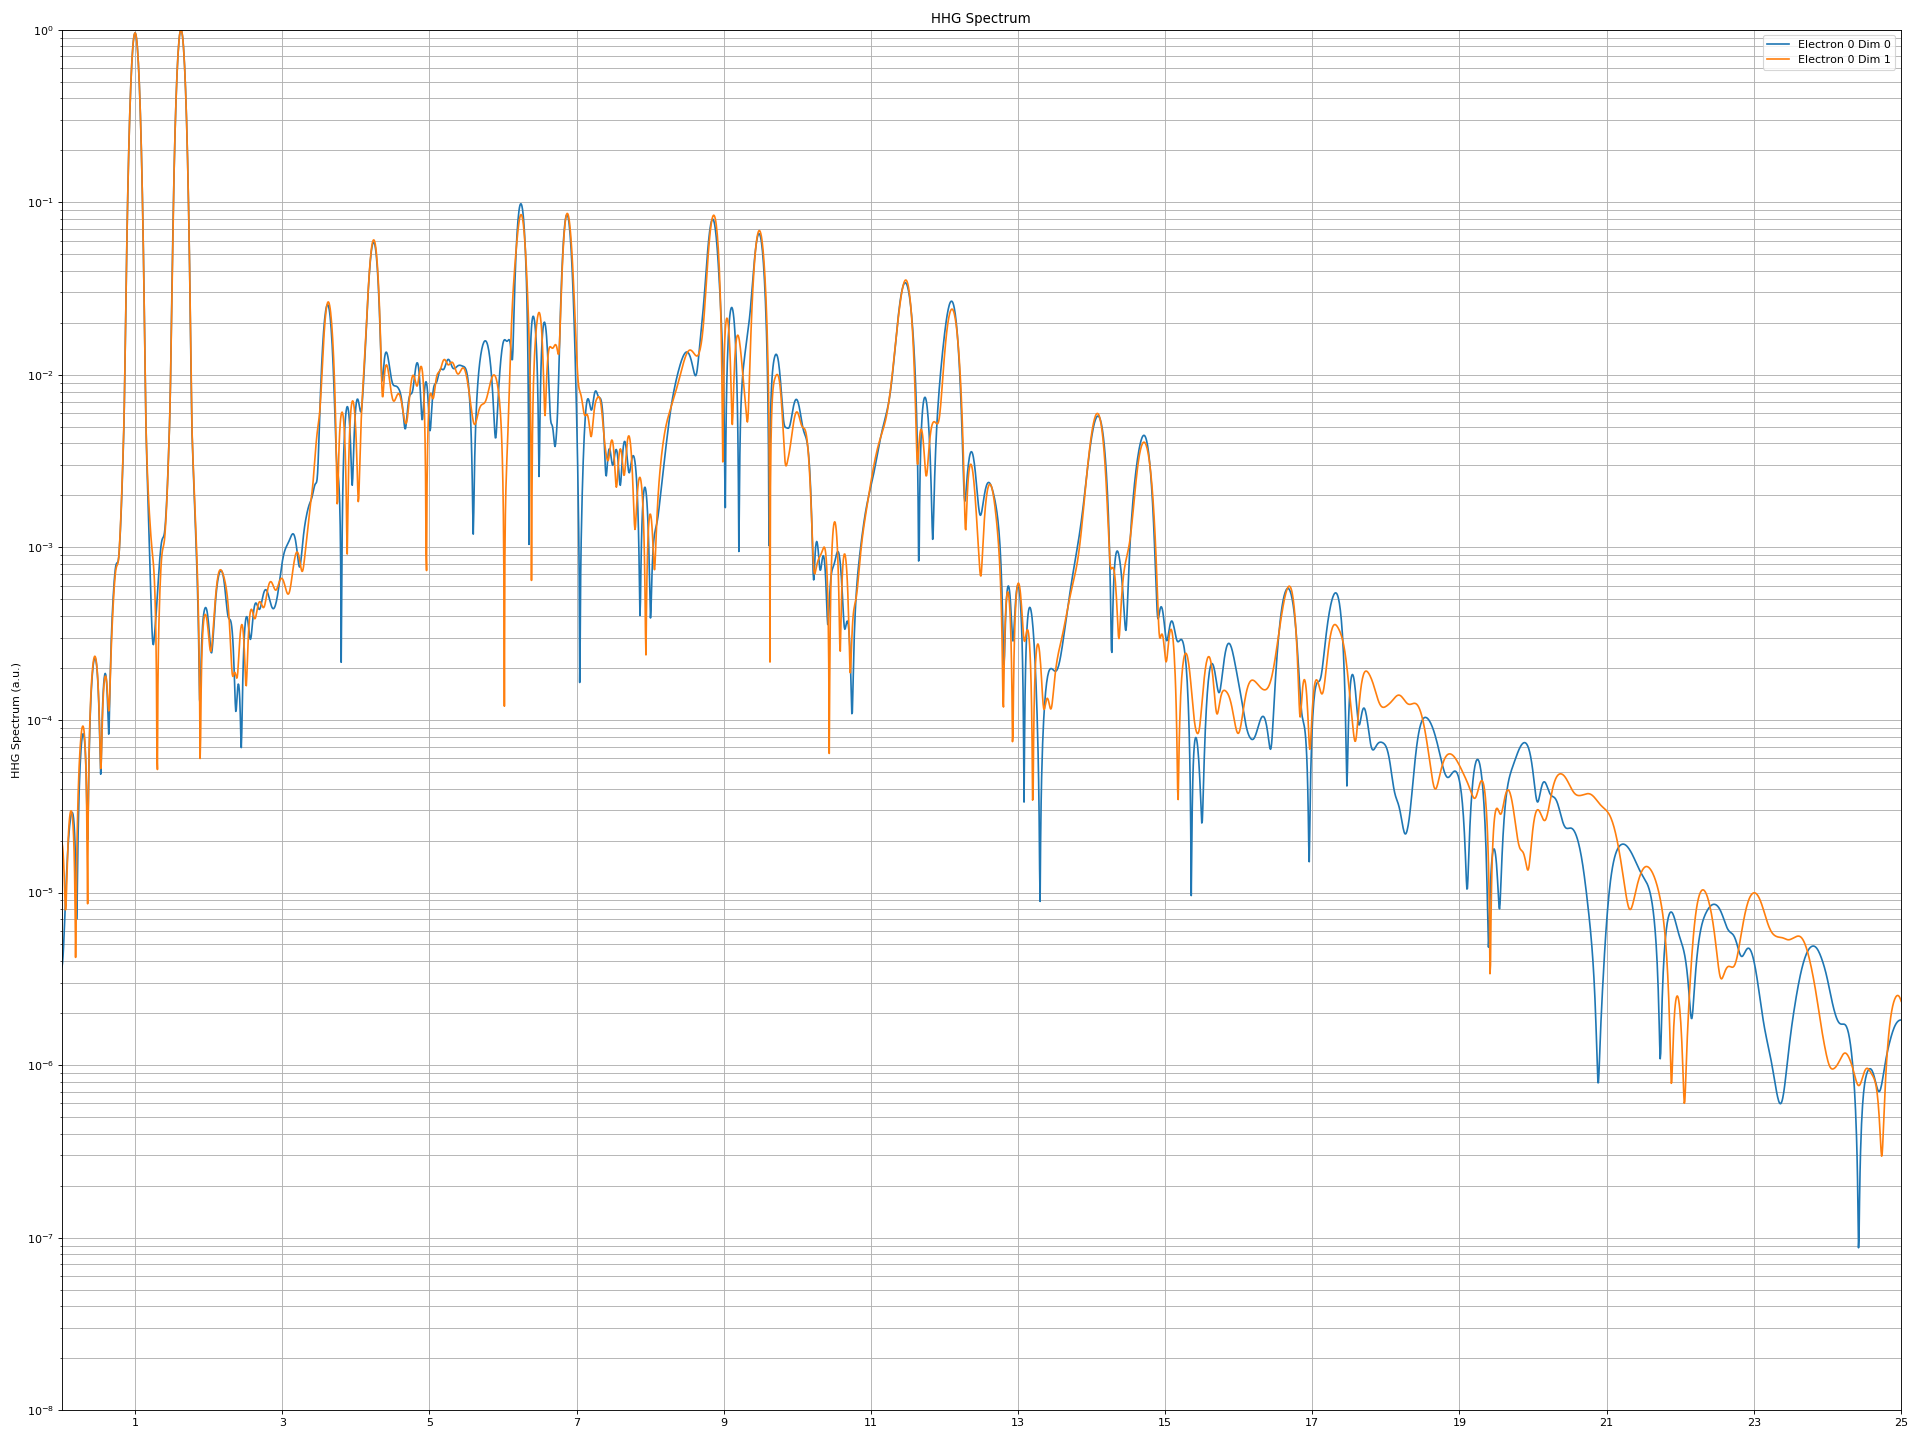 HHG Spectrum
Electron 0 Dim 0
Electron 0 Dim 1
HHG Spectrum (a.u.)
10⁰
10⁻¹
10⁻²
10⁻³
10⁻⁴
10⁻⁵
10⁻⁶
10⁻⁷
10⁻⁸
1 3 5 7 9 11 13 15 17 19 21 23 25